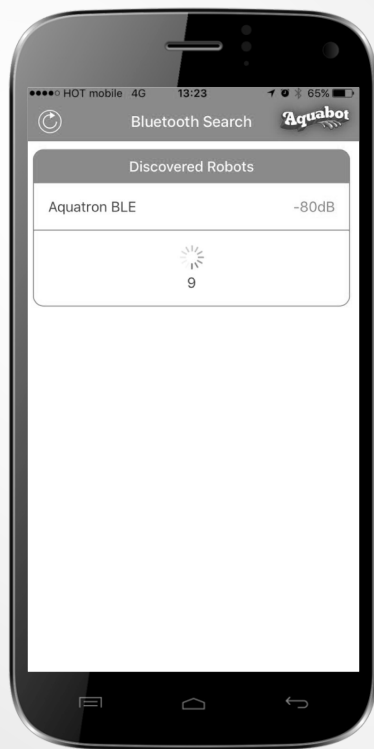 HOT mobile 4G 13:23 65%
Bluetooth Search Aquabot
Discovered Robots
Aquatron BLE -80dB
9